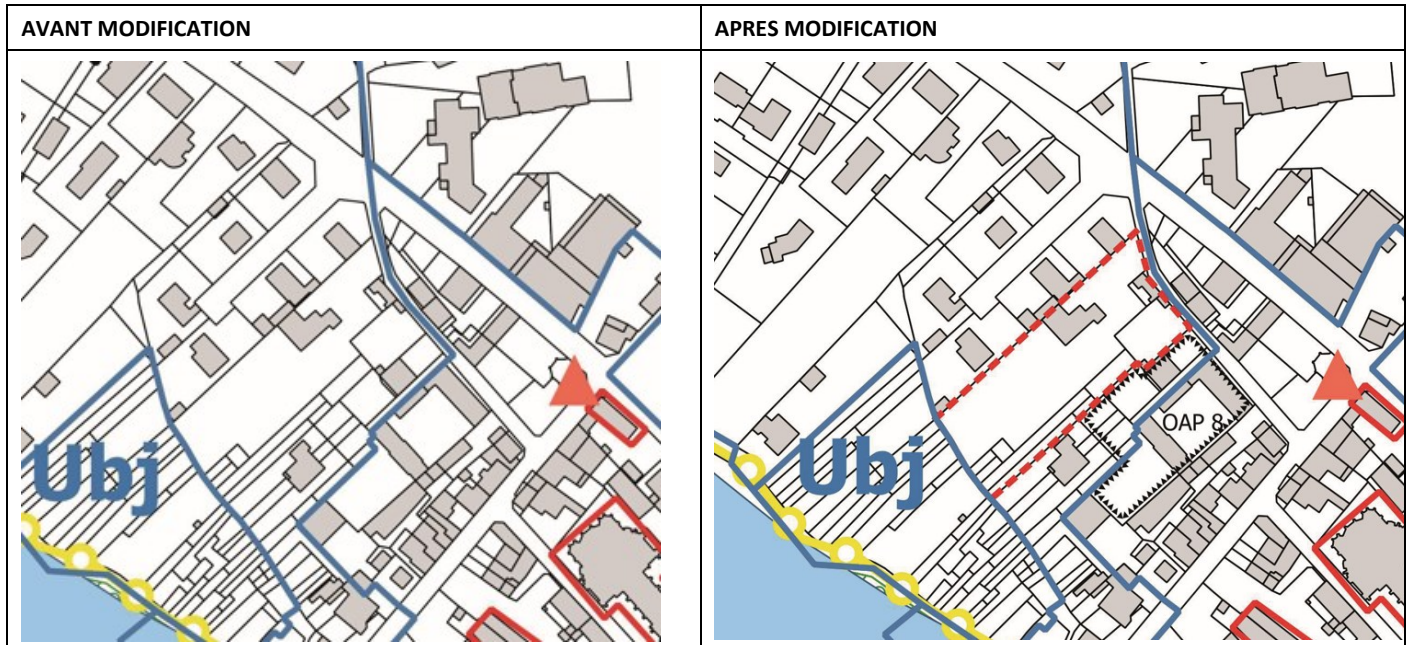 AVANT MODIFICATION
APRES MODIFICATION
Ubj
Ubj
OAP 8